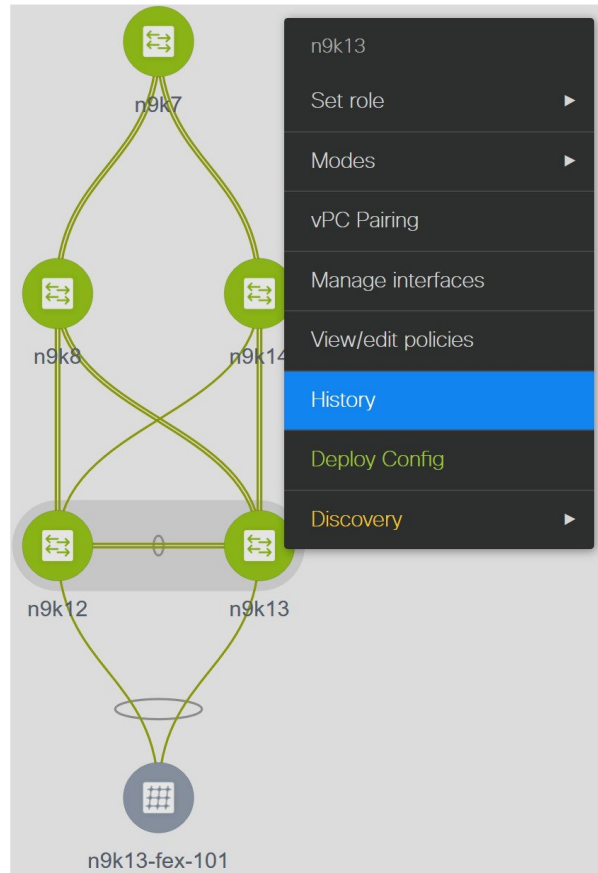 n9k7
n9k8
n9k14
n9k12
n9k13
n9k13-fex-101
n9k13
Set role
Modes
vPC Pairing
Manage interfaces
View/edit policies
History
Deploy Config
Discovery